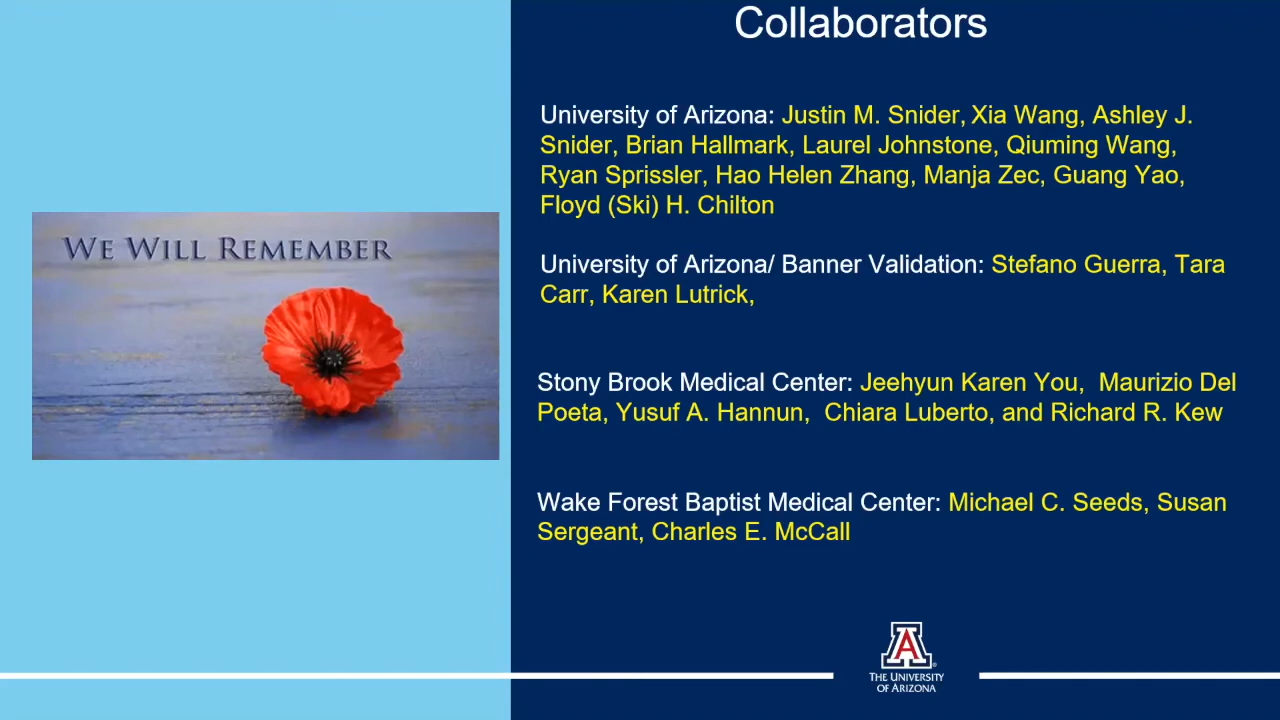 Collaborators
University of Arizona: Justin M. Snider, Xia Wang, Ashley J.
Snider, Brian Hallmark, Laurel Johnstone, Qiuming Wang,
Ryan Sprissler, Hao Helen Zhang, Manja Zec, Guang Yao,
Floyd (Ski) H. Chilton
WE WILL REMEMBER
University of Arizona/ Banner Validation: Stefano Guerra, Tara
Carr, Karen Lutrick,
Stony Brook Medical Center: Jeehyun Karen You,  Maurizio Del
Poeta, Yusuf A. Hannun,  Chiara Luberto, and Richard R. Kew
Wake Forest Baptist Medical Center: Michael C. Seeds, Susan
Sergeant, Charles E. McCall
A
THE UNIVERSITY
OF ARIZONA